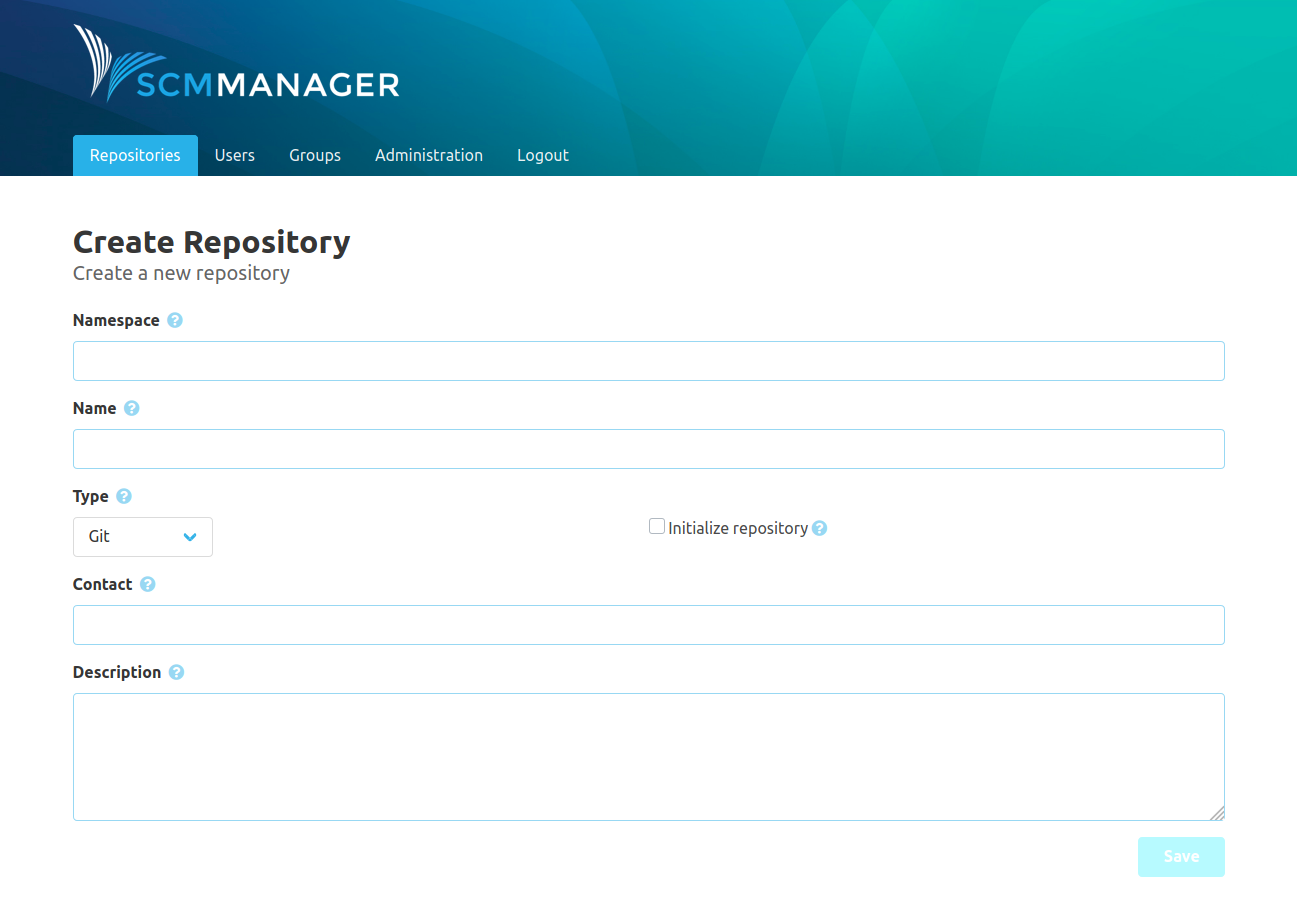 SCMMANAGER
Repositories Users Groups Administration Logout
Create Repository
Create a new repository
Namespace ?
Name ?
Type ?
Git
Initialize repository ?
Contact ?
Description ?
Save